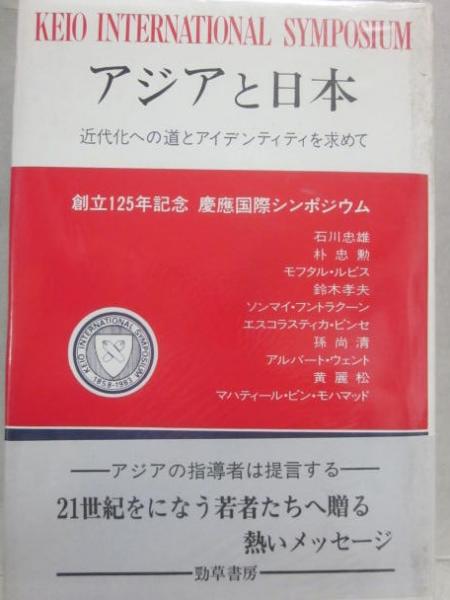 KEIO INTERNATIONAL SYMPOSIUM
アジアと日本
近代化への道とアイデンティティを求めて
創立125年記念 慶應国際シンポジウム
石川忠雄
朴忠勲
モフタル・ルビス
鈴木孝夫
ソンマイ・フントラクーン
エスコラスティカ・ピンセ
孫尚清
アルバート・ウェント
黄麗松
マハティール・ビン・モハマッド
KEIO INTERNATIONAL SYMPOSIUM
1858-1983
──アジアの指導者は提言する──
21世紀をになう若者たちへ贈る
熱いメッセージ
──勁草書房──